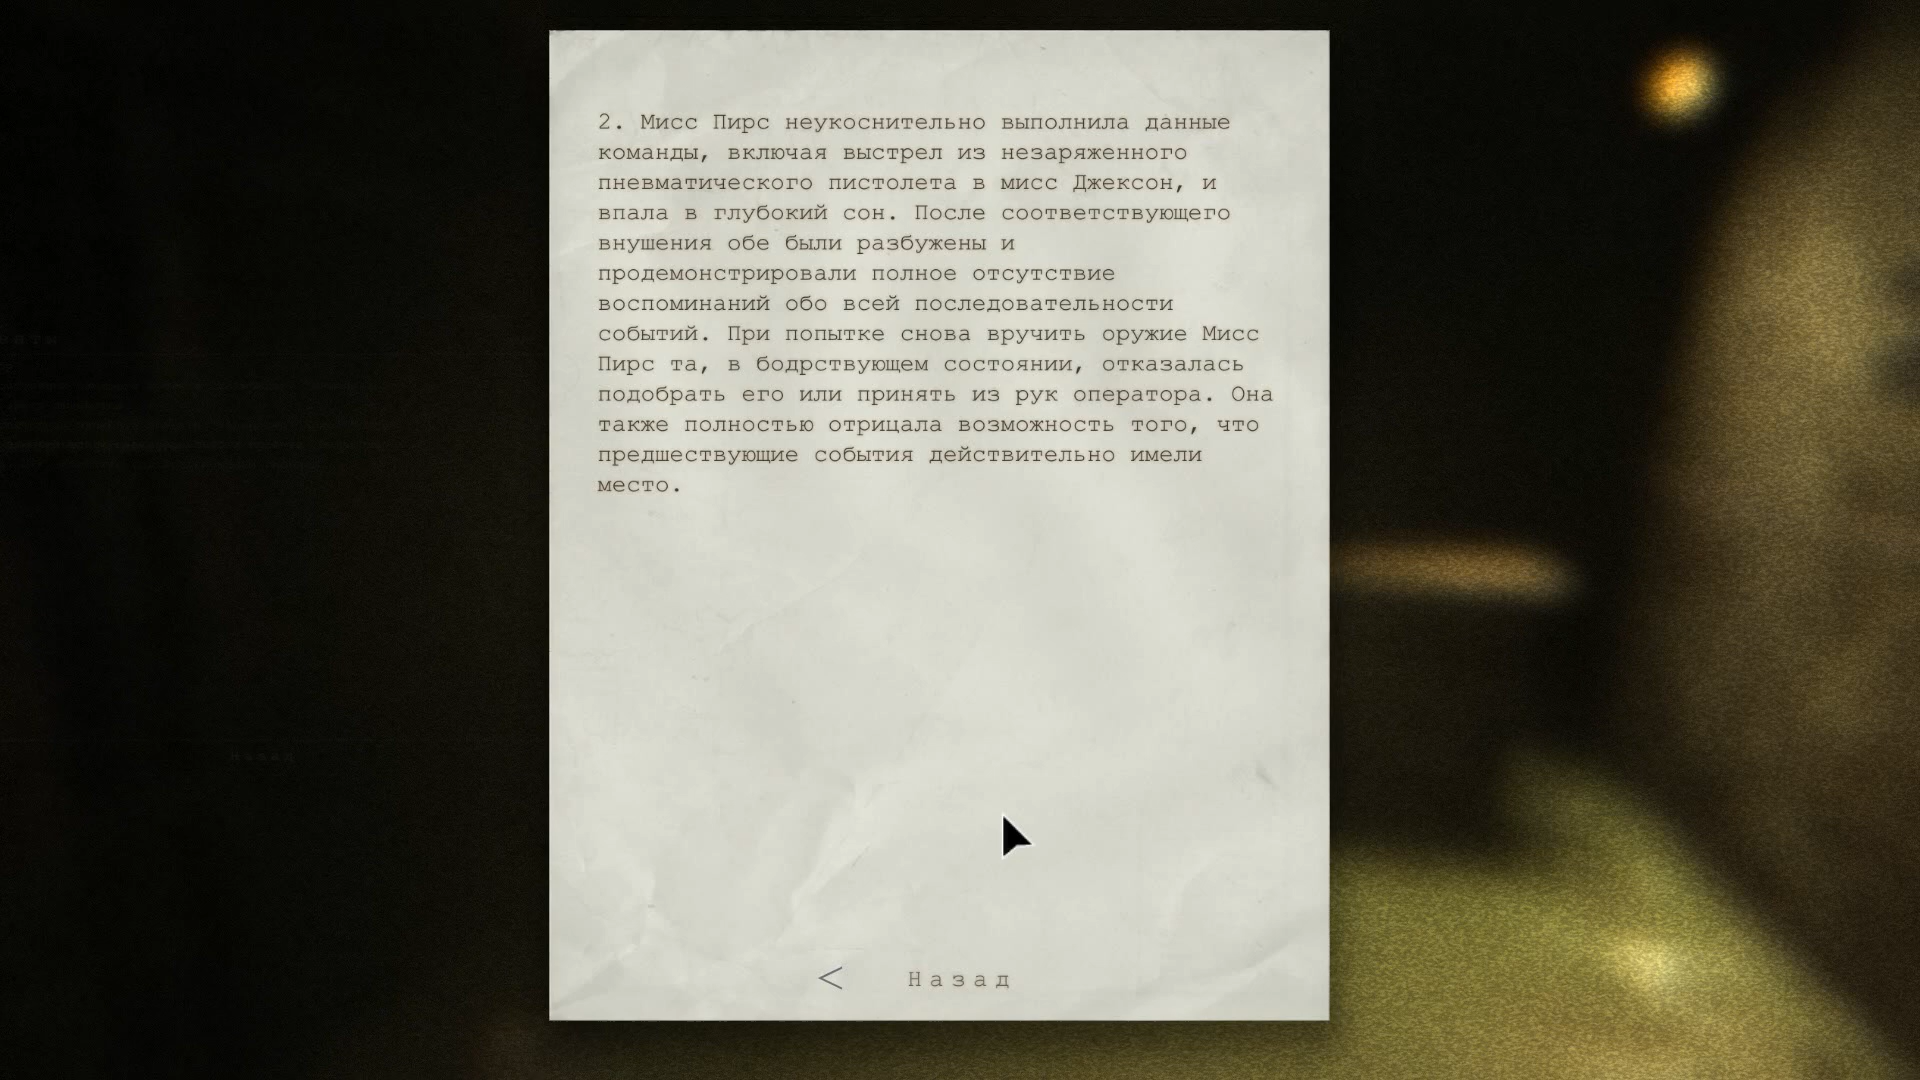 2. Мисс Пирс неукоснительно выполнила данные
команды, включая выстрел из незаряженного
пневматического пистолета в мисс Джексон, и
впала в глубокий сон. После соответствующего
внушения обе были разбужены и
продемонстрировали полное отсутствие
воспоминаний обо всей последовательности
событий. При попытке снова вручить оружие Мисс
Пирс та, в бодрствующем состоянии, отказалась
подобрать его или принять из рук оператора. Она
также полностью отрицала возможность того, что
предшествующие события действительно имели
место.
< Назад